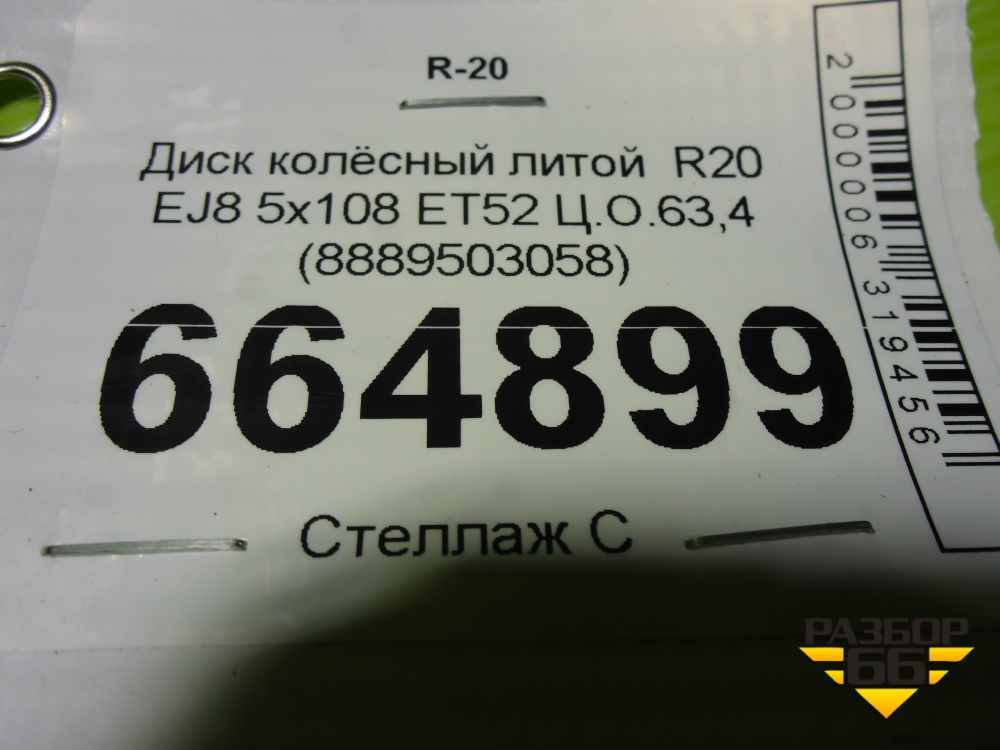 R-20
Диск колёсный литой R20
EJ8 5x108 ET52 Ц.О.63,4
(8889503058)
664899
Стеллаж С
2000006319456
РАЗБОР
66